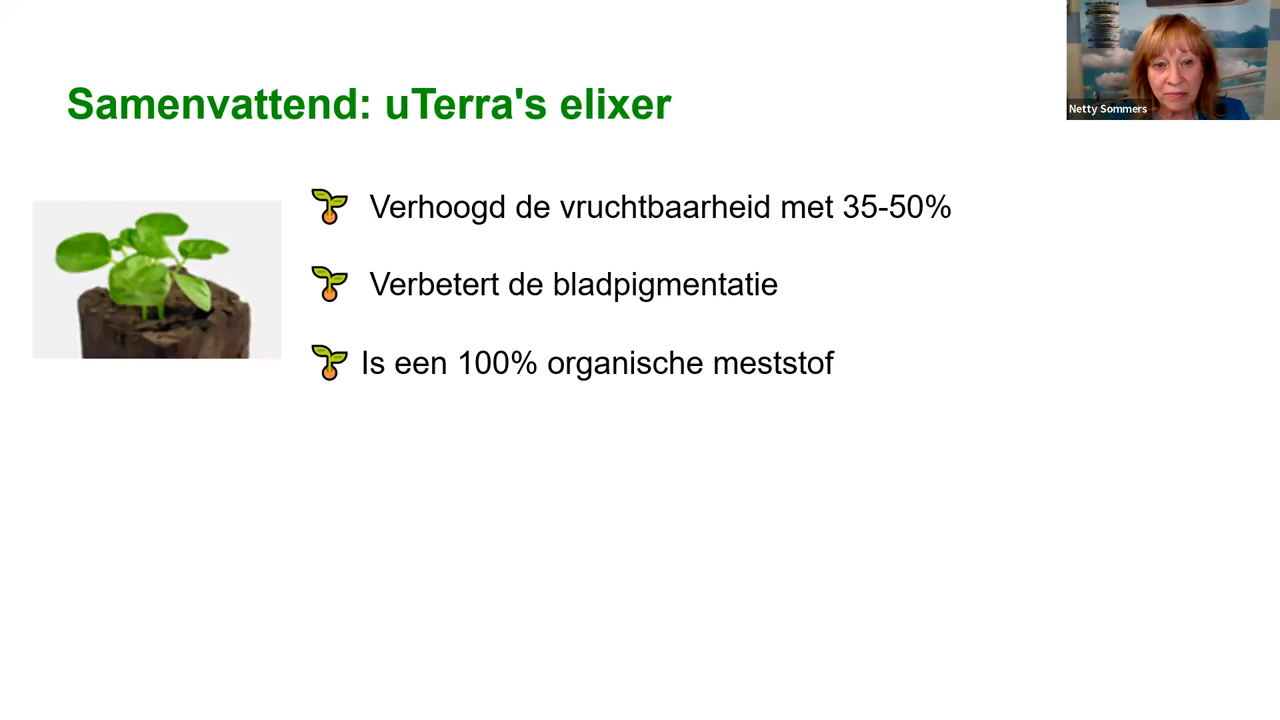 Samenvattend: uTerra's elixer
Netty Sommers
Verhoogd de vruchtbaarheid met 35-50%
Verbetert de bladpigmentatie
Is een 100% organische meststof